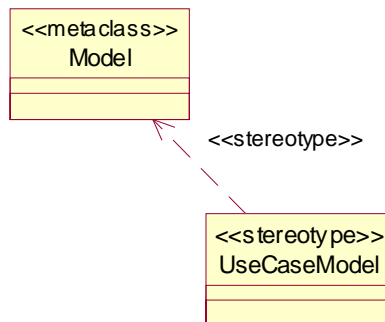 <<metaclass>>
Model
<<stereotype>>
<<stereotype>>
UseCaseModel